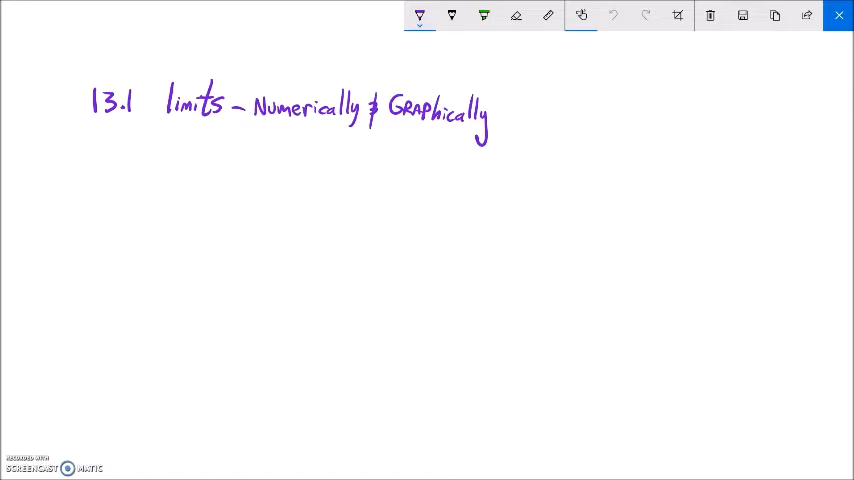 13.1 limits – Numerically & Graphically
RECORDED WITH
SCREENCAST MATIC